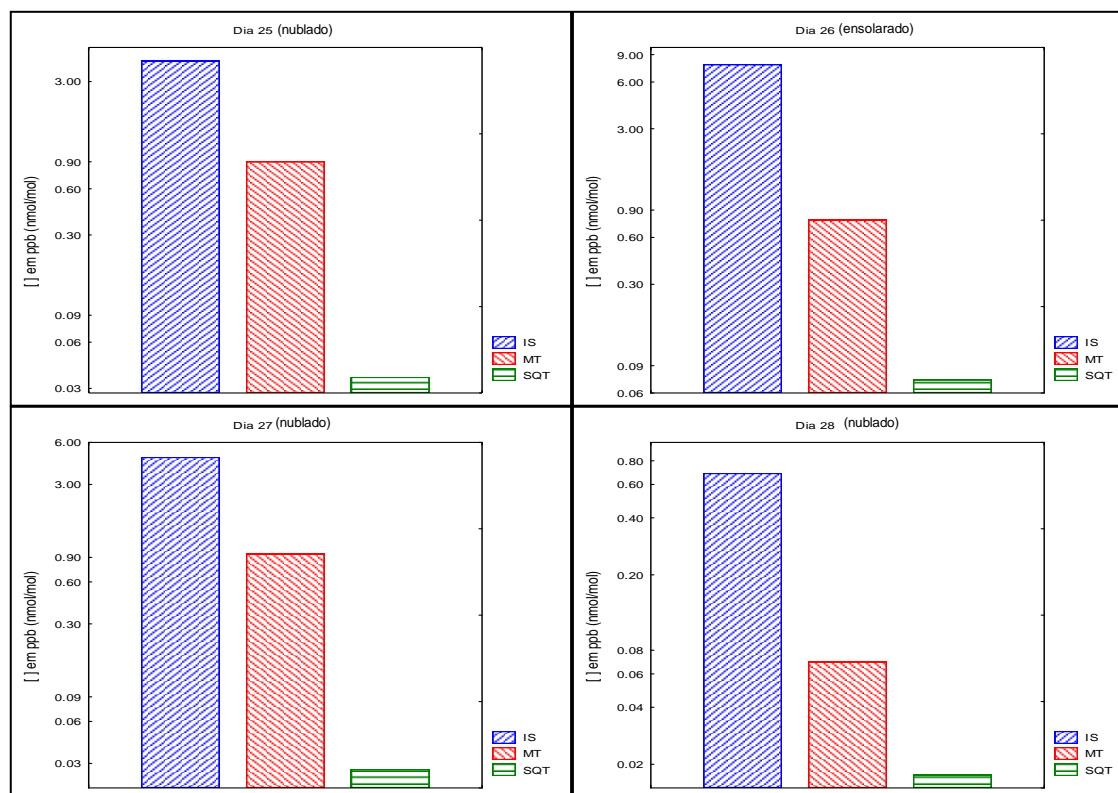 Dia 25 (nublado)
[ ] em ppb (nmol/mol)
3.00
0.90
0.60
0.30
0.09
0.06
0.03
IS
MT
SQT
Dia 26 (ensolarado)
[ ] em ppb (nmol/mol)
9.00
6.00
3.00
0.90
0.60
0.30
0.09
0.06
IS
MT
SQT
Dia 27 (nublado)
[ ] em ppb (nmol/mol)
6.00
3.00
0.90
0.60
0.30
0.09
0.06
0.03
IS
MT
SQT
Dia 28 (nublado)
[ ] em ppb (nmol/mol)
0.80
0.60
0.40
0.20
0.08
0.06
0.04
0.02
IS
MT
SQT